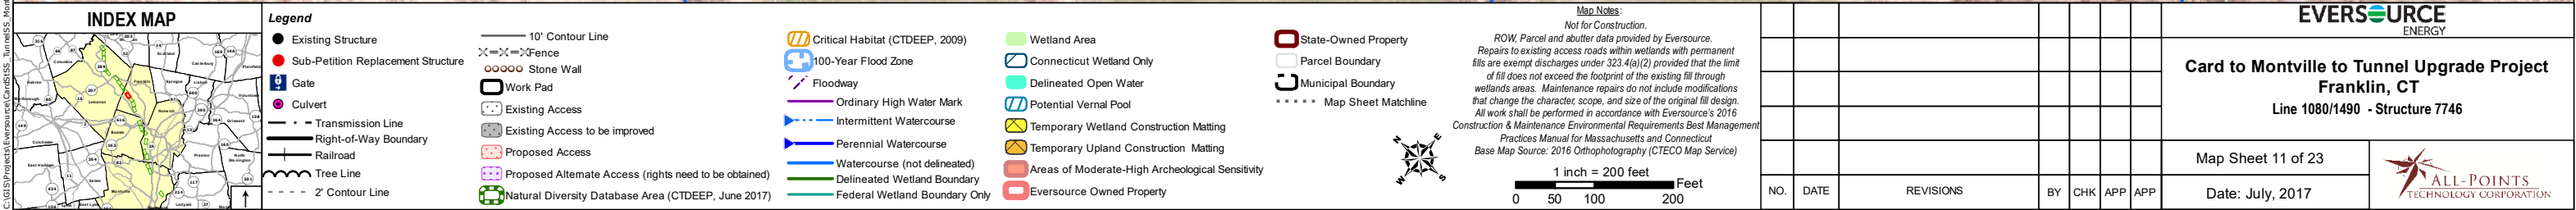 C:\GIS\Projects\Eversource\CardStSS_TunnelSS_Mont
INDEX MAP
Legend
Existing Structure
Sub-Petition Replacement Structure
Gate
Culvert
Transmission Line
Right-of-Way Boundary
Railroad
Tree Line
2' Contour Line
10' Contour Line
Fence
Stone Wall
Work Pad
Existing Access
Existing Access to be improved
Proposed Access
Proposed Alternate Access (rights need to be obtained)
Natural Diversity Database Area (CTDEEP, June 2017)
Critical Habitat (CTDEEP, 2009)
100-Year Flood Zone
Floodway
Ordinary High Water Mark
Intermittent Watercourse
Perennial Watercourse
Watercourse (not delineated)
Delineated Wetland Boundary
Federal Wetland Boundary Only
Wetland Area
Connecticut Wetland Only
Delineated Open Water
Potential Vernal Pool
Temporary Wetland Construction Matting
Temporary Upland Construction Matting
Areas of Moderate-High Archeological Sensitivity
Eversource Owned Property
State-Owned Property
Parcel Boundary
Municipal Boundary
Map Sheet Matchline
Map Notes:
Not for Construction.
ROW, Parcel and abutter data provided by Eversource.
Repairs to existing access roads within wetlands with permanent
fills are exempt discharges under 323.4(a)(2) provided that the limit
of fill does not exceed the footprint of the existing fill through
wetlands areas. Maintenance repairs do not include modifications
that change the character, scope, and size of the original fill design.
All work shall be performed in accordance with Eversource's 2016
Construction & Maintenance Environmental Requirements Best Management
Practices Manual for Massachusetts and Connecticut
Base Map Source: 2016 Orthophotography (CTECO Map Service)
N
E
S
W
1 inch = 200 feet
Feet
0 50 100 200
NO. DATE REVISIONS BY CHK APP APP
EVERSOURCE
ENERGY
Card to Montville to Tunnel Upgrade Project
Franklin, CT
Line 1080/1490 - Structure 7746
Map Sheet 11 of 23
Date: July, 2017
ALL-POINTS
TECHNOLOGY CORPORATION